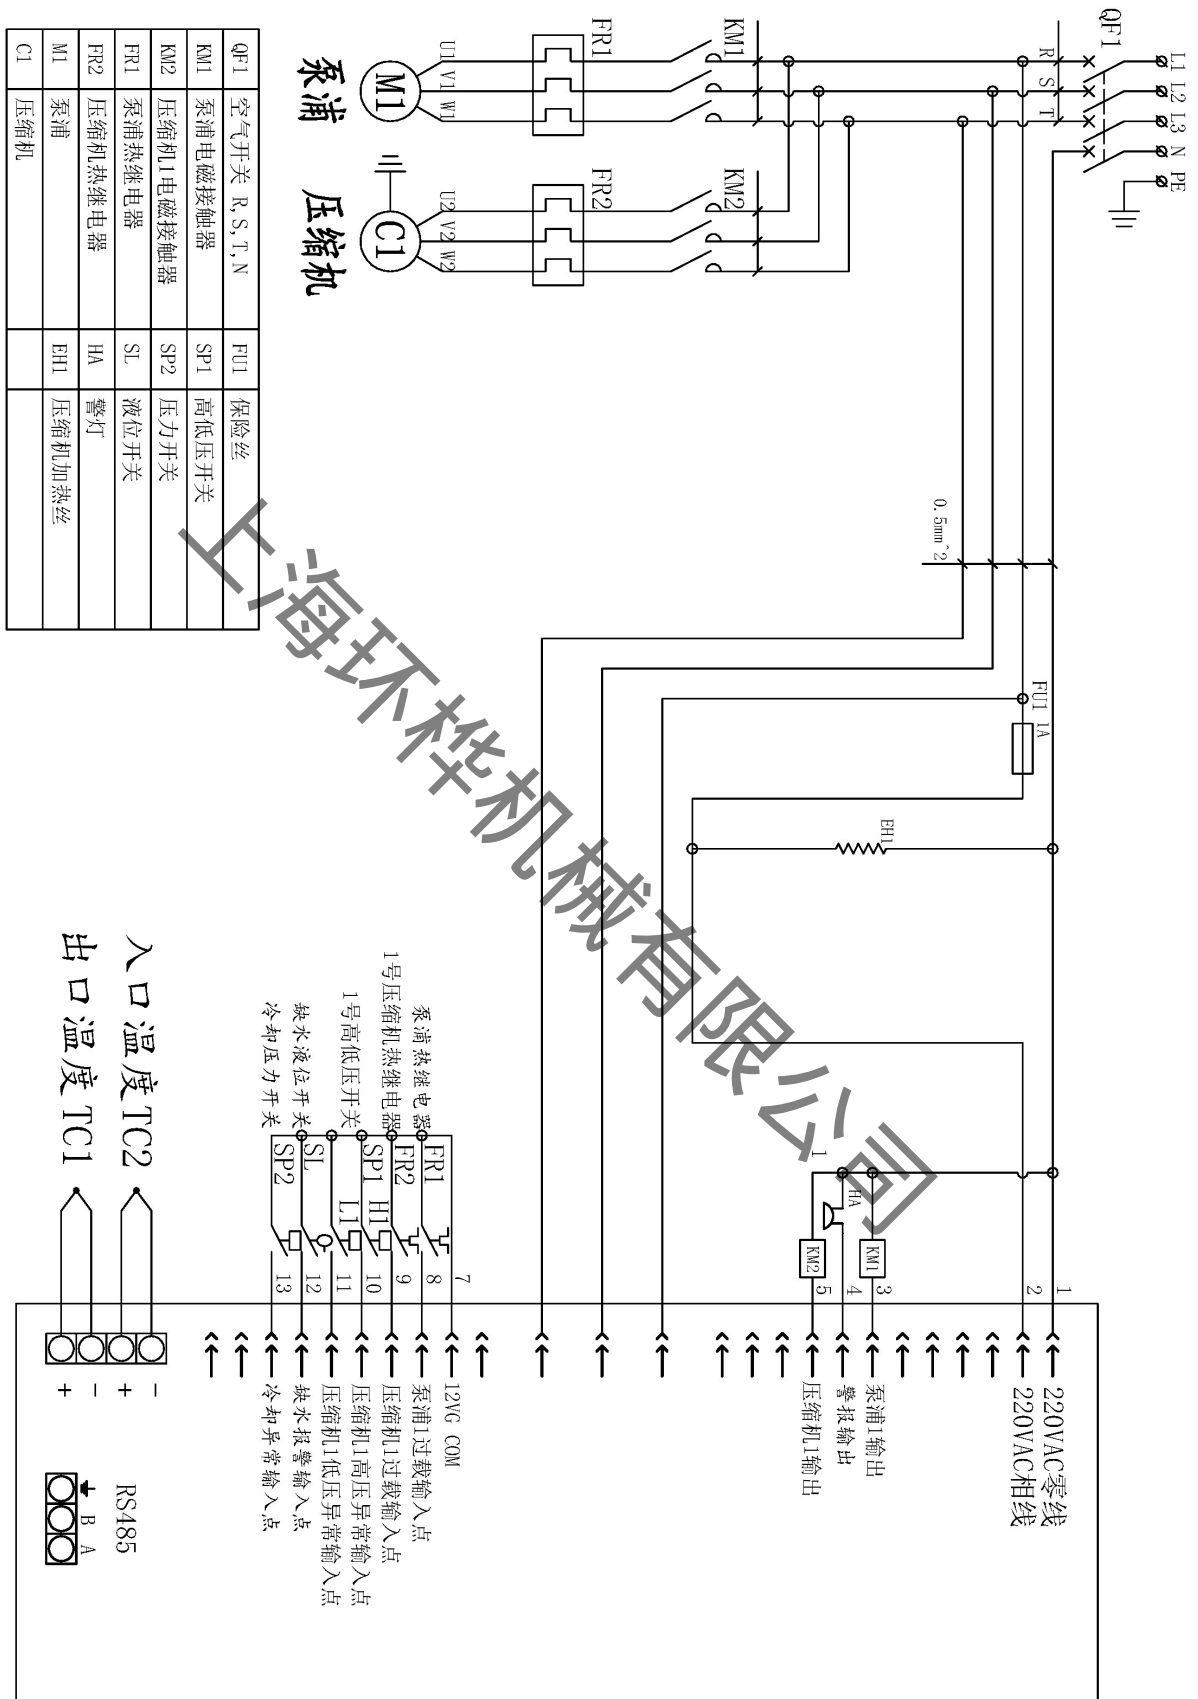 L1 L2 L3 N PE
QF1
R S T
KM1
FR1
U1 V1 W1
M1
泵浦
KM2
FR2
U2 V2 W2
C1
压缩机
0.5mm^2
FU1 1A
EH1
QF1 空气开关 R,S,T,N FU1 保险丝
KM1 泵浦电磁接触器 SP1 高低压开关
KM2 压缩机1电磁接触器 SP2 压力开关
FR1 泵浦热继电器 SL 液位开关
FR2 压缩机热继电器 HA 警灯
M1 泵浦 EH1 压缩机加热丝
C1 压缩机
上海环桦机械有限公司
1
HA
KM1
KM2
1
2
3
4
5
220VAC零线
220VAC相线
泵浦1输出
警报输出
压缩机1输出
泵浦热继电器
1号压缩机热继电器
1号高低压开关
缺水液位开关
冷却压力开关
FR1
FR2
SP1 H1
L1
SL
SP2
7
8
9
10
11
12
13
12VG COM
泵浦1过载输入点
压缩机1过载输入点
压缩机1高压异常输入点
压缩机1低压异常输入点
缺水报警输入点
冷却异常输入点
入口温度TC2
出口温度TC1
−
+
−
+
RS485
B A